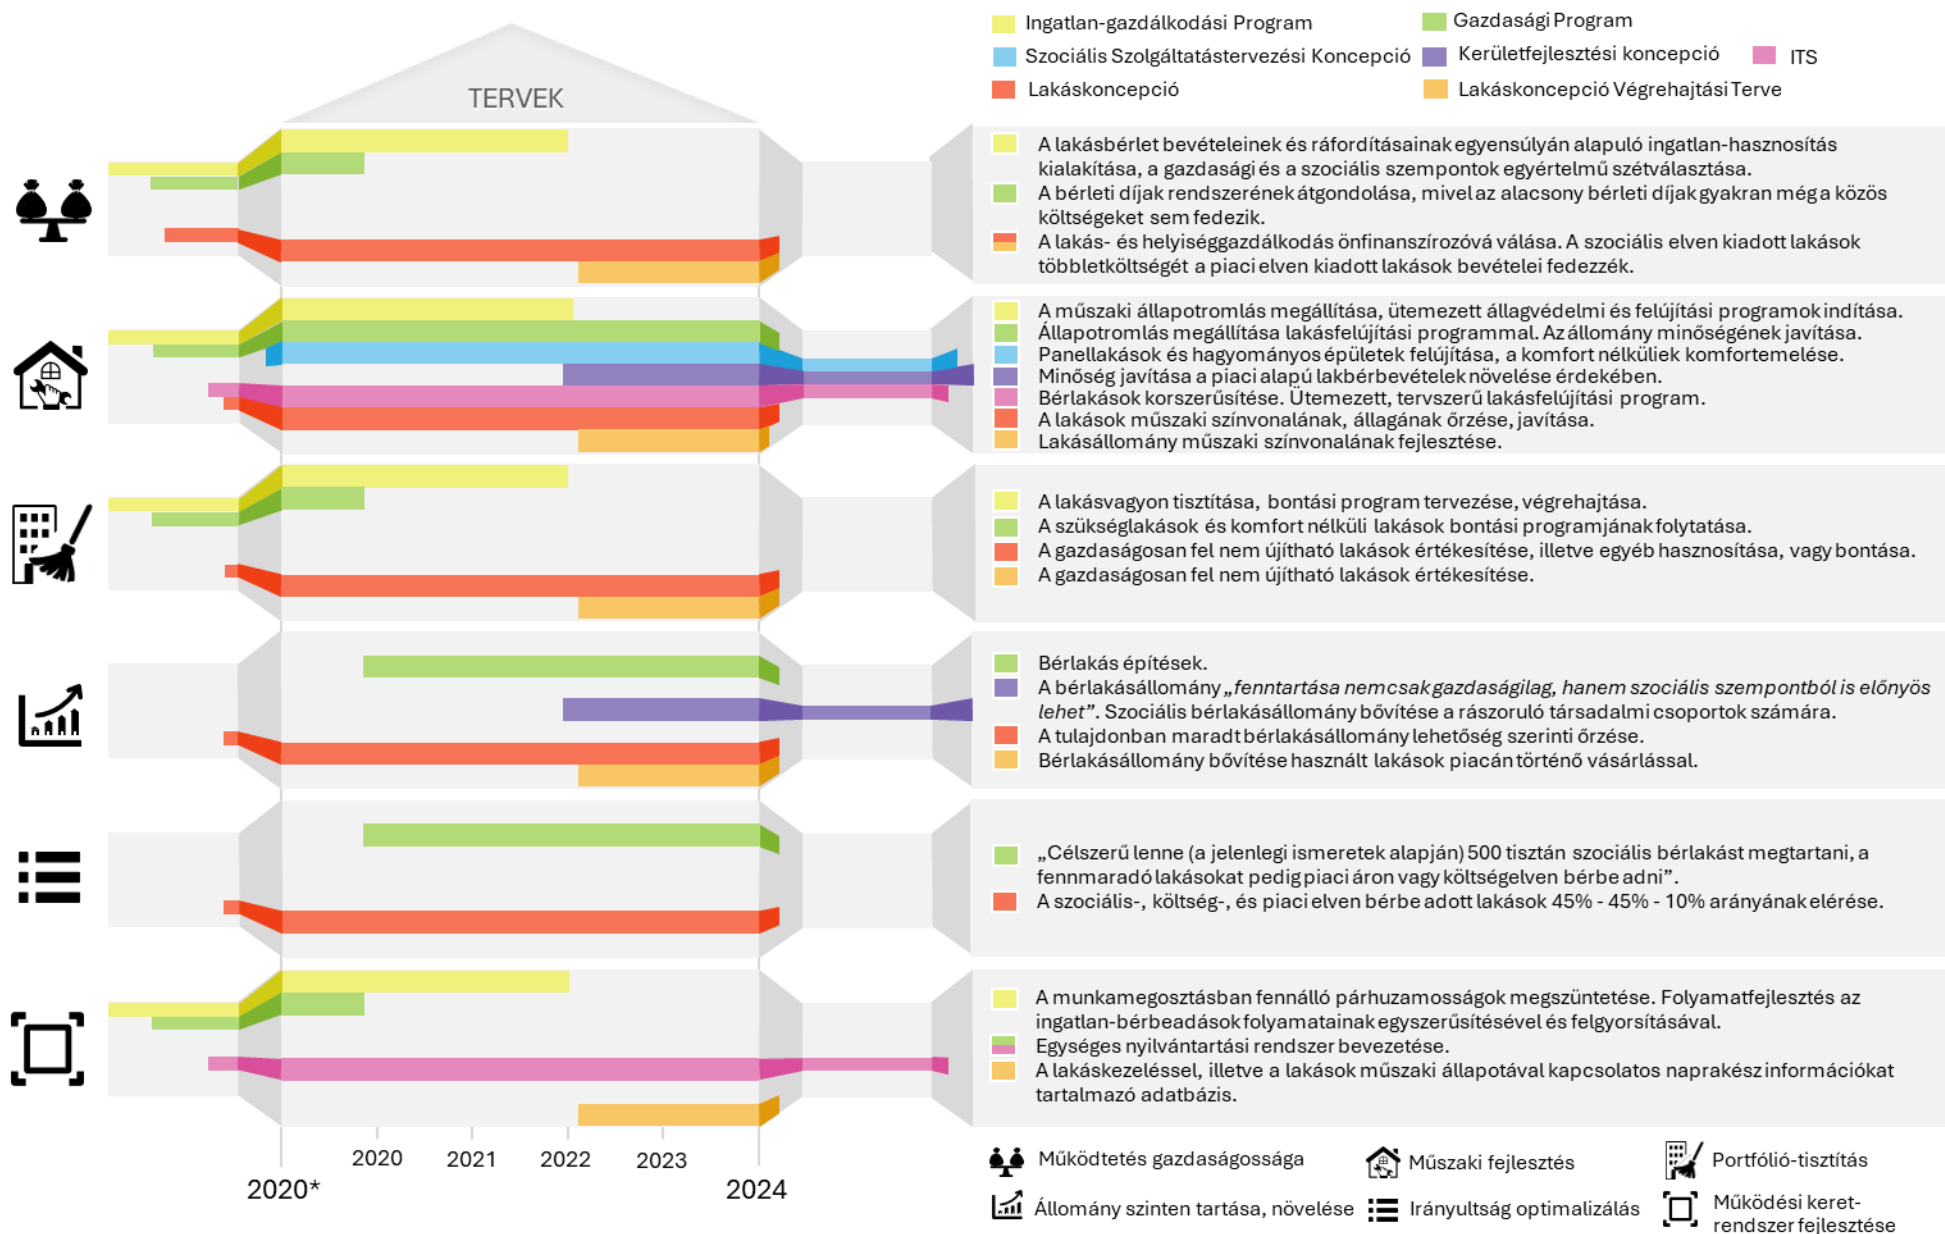 Ingatlan-gazdálkodási Program
Gazdasági Program
Szociális Szolgáltatástervezési Koncepció
Kerületfejlesztési koncepció
ITS
Lakáskoncepció
Lakáskoncepció Végrehajtási Terve
TERVEK
A lakásbérlet bevételeinek és ráfordításainak egyensúlyán alapuló ingatlan-hasznosítás
kialakítása, a gazdasági és a szociális szempontok egyértelmű szétválasztása.
A bérleti díjak rendszerének átgondolása, mivel az alacsony bérleti díjak gyakran még a közös
költségeket sem fedezik.
A lakás- és helyiséggazdálkodás önfinanszírozóvá válása. A szociális elven kiadott lakások
többletköltségét a piaci elven kiadott lakások bevételei fedezzék.
A műszaki állapotromlás megállítása, ütemezett állagvédelmi és felújítási programok indítása.
Állapotromlás megállítása lakásfelújítási programmal. Az állomány minőségének javítása.
Panellakások és hagyományos épületek felújítása, a komfort nélküliek komfortemelése.
Minőség javítása a piaci alapú lakbérbevételek növelése érdekében.
Bérlakások korszerűsítése. Ütemezett, tervszerű lakásfelújítási program.
A lakások műszaki színvonalának, állagának őrzése, javítása.
Lakásállomány műszaki színvonalának fejlesztése.
A lakásvagyon tisztítása, bontási program tervezése, végrehajtása.
A szükséglakások és komfort nélküli lakások bontási programjának folytatása.
A gazdaságosan fel nem újítható lakások értékesítése, illetve egyéb hasznosítása, vagy bontása.
A gazdaságosan fel nem újítható lakások értékesítése.
Bérlakás építések.
A bérlakásállomány „fenntartása nemcsak gazdaságilag, hanem szociális szempontból is előnyös
lehet”. Szociális bérlakásállomány bővítése a rászoruló társadalmi csoportok számára.
A tulajdonban maradt bérlakásállomány lehetőség szerinti őrzése.
Bérlakásállomány bővítése használt lakások piacán történő vásárlással.
„Célszerű lenne (a jelenlegi ismeretek alapján) 500 tisztán szociális bérlakást megtartani, a
fennmaradó lakásokat pedig piaci áron vagy költségelven bérbe adni”.
A szociális-, költség-, és piaci elven bérbe adott lakások 45% - 45% - 10% arányának elérése.
A munkamegosztásban fennálló párhuzamosságok megszüntetése. Folyamatfejlesztés az
ingatlan-bérbeadások folyamatainak egyszerűsítésével és felgyorsításával.
Egységes nyilvántartási rendszer bevezetése.
A lakáskezeléssel, illetve a lakások műszaki állapotával kapcsolatos naprakész információkat
tartalmazó adatbázis.
2020
2021
2022
2023
2020*
2024
Működtetés gazdaságossága
Műszaki fejlesztés
Portfólió-tisztítás
Állomány szinten tartása, növelése
Irányultság optimalizálás
Működési keret-
rendszer fejlesztése